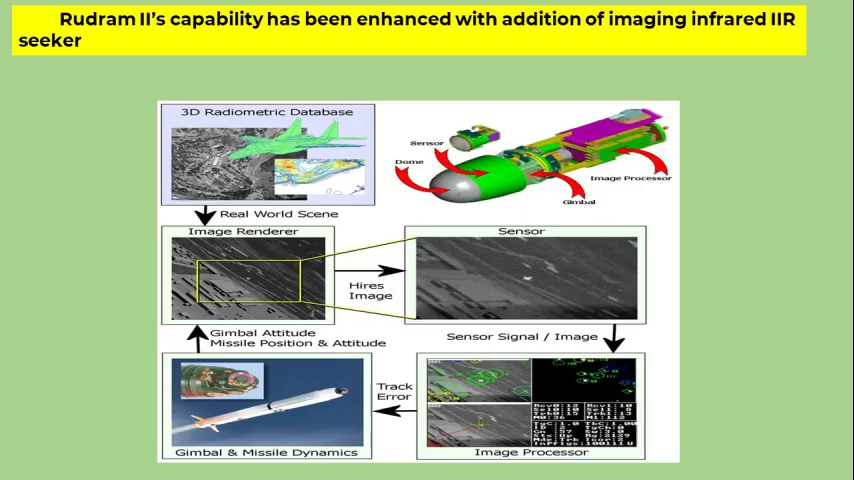 Rudram II's capability has been enhanced with addition of imaging infrared IIR
seeker
3D Radiometric Database
Sensor
Dome
Image Processor
Gimbal
Real World Scene
Image Renderer
Sensor
Hires
Image
Gimbal Attitude
Missile Position & Attitude
Sensor Signal / Image
Track
Error
Gimbal & Missile Dynamics
Image Processor